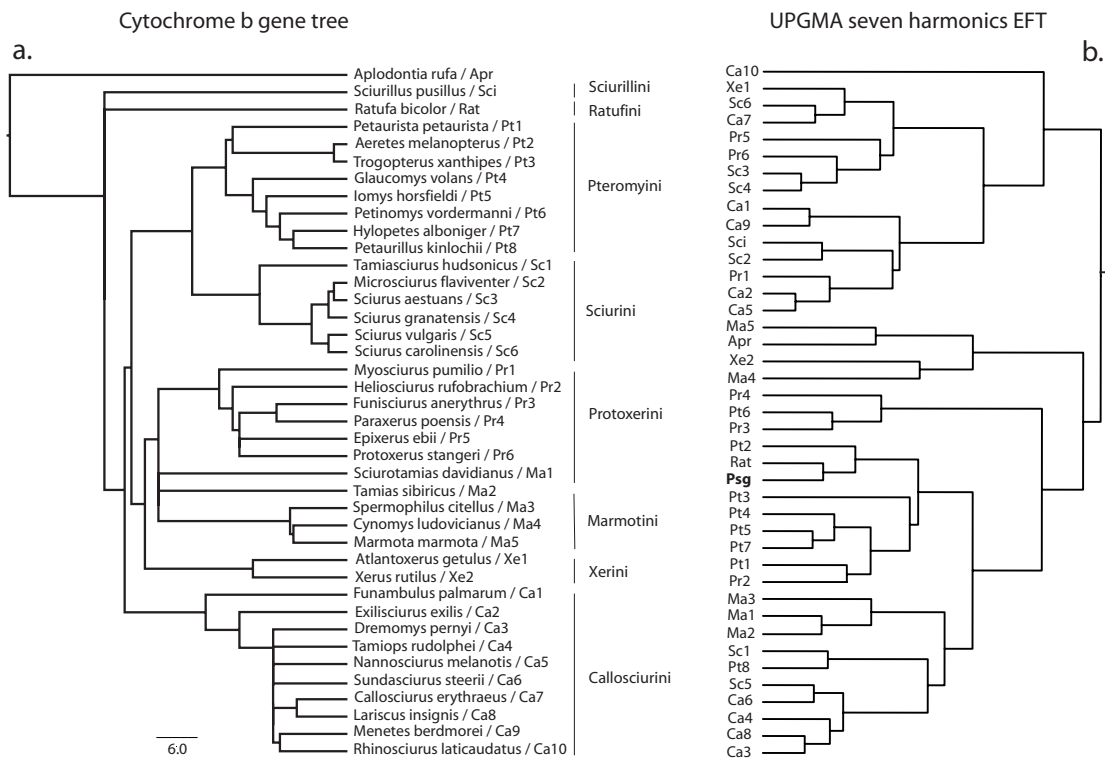 Cytochrome b gene tree
UPGMA seven harmonics EFT
a.
b.
Aplodontia rufa / Apr
Sciurillus pusillus / Sci
Ratufa bicolor / Rat
Petaurista petaurista / Pt1
Aeretes melanopterus / Pt2
Trogopterus xanthipes / Pt3
Glaucomys volans / Pt4
Iomys horsfieldi / Pt5
Petinomys vordermanni / Pt6
Hylopetes alboniger / Pt7
Petaurillus kinlochii / Pt8
Tamiasciurus hudsonicus / Sc1
Microsciurus flaviventer / Sc2
Sciurus aestuans / Sc3
Sciurus granatensis / Sc4
Sciurus vulgaris / Sc5
Sciurus carolinensis / Sc6
Myosciurus pumilio / Pr1
Heliosciurus rufobrachium / Pr2
Funisciurus anerythrus / Pr3
Paraxerus poensis / Pr4
Epixerus ebii / Pr5
Protoxerus stangeri / Pr6
Sciurotamias davidianus / Ma1
Tamias sibiricus / Ma2
Spermophilus citellus / Ma3
Cynomys ludovicianus / Ma4
Marmota marmota / Ma5
Atlantoxerus getulus / Xe1
Xerus rutilus / Xe2
Funambulus palmarum / Ca1
Exilisciurus exilis / Ca2
Dremomys pernyi / Ca3
Tamiops rudolphei / Ca4
Nannosciurus melanotis / Ca5
Sundasciurus steerii / Ca6
Callosciurus erythraeus / Ca7
Lariscus insignis / Ca8
Menetes berdmorei / Ca9
Rhinosciurus laticaudatus / Ca10
6:0
Sciurillini
Ratufini
Pteromyini
Sciurini
Protoxerini
Marmotini
Xerini
Callosciurini
Ca10
Xe1
Sc6
Ca7
Pr5
Pr6
Sc3
Sc4
Ca1
Ca9
Sci
Sc2
Pr1
Ca2
Ca5
Ma5
Apr
Xe2
Ma4
Pr4
Pt6
Pr3
Pt2
Rat
Psg
Pt3
Pt4
Pt5
Pt7
Pt1
Pr2
Ma3
Ma1
Ma2
Sc1
Pt8
Sc5
Ca6
Ca4
Ca8
Ca3